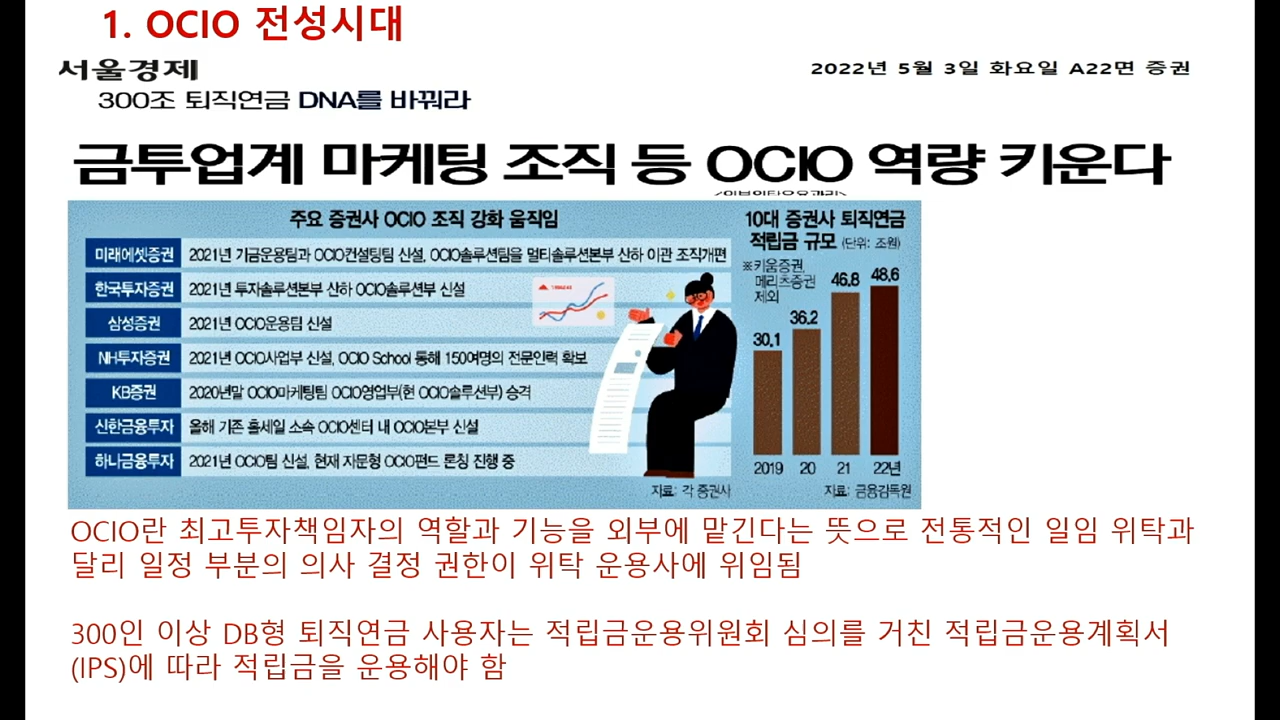 1. OCIO 전성시대
서울경제
2022년 5월 3일 화요일 A22면 증권
300조 퇴직연금 DNA를 바꿔라
금투업계 마케팅 조직 등 OCIO 역량 키운다
주요 증권사 OCIO 조직 강화 움직임
미래에셋증권 2021년 기금운용팀과 OCIO컨설팅팀 신설, OCIO솔루션팀을 멀티솔루션본부 산하 이관 조직개편
한국투자증권 2021년 투자솔루션본부 산하 OCIO솔루션부 신설
삼성증권 2021년 OCIO운용팀 신설
NH투자증권 2021년 OCIO사업부 신설, OCIO School 통해 150여명의 전문인력 확보
KB증권 2020년말 OCIO마케팅팀 OCIO영업부(현 OCIO솔루션부) 승격
신한금융투자 올해 기존 홀세일 소속 OCIO센터 내 OCIO본부 신설
하나금융투자 2021년 OCIO팀 신설, 현재 자문형 OCIO펀드 론칭 진행 중
자료: 각 증권사
10대 증권사 퇴직연금
적립금 규모 (단위: 조원)
※키움증권,
메리츠증권
제외
30.1 36.2 46.8 48.6
2019 20 21 22년
자료: 금융감독원
OCIO란 최고투자책임자의 역할과 기능을 외부에 맡긴다는 뜻으로 전통적인 일임 위탁과
달리 일정 부분의 의사 결정 권한이 위탁 운용사에 위임됨
300인 이상 DB형 퇴직연금 사용자는 적립금운용위원회 심의를 거친 적립금운용계획서
(IPS)에 따라 적립금을 운용해야 함